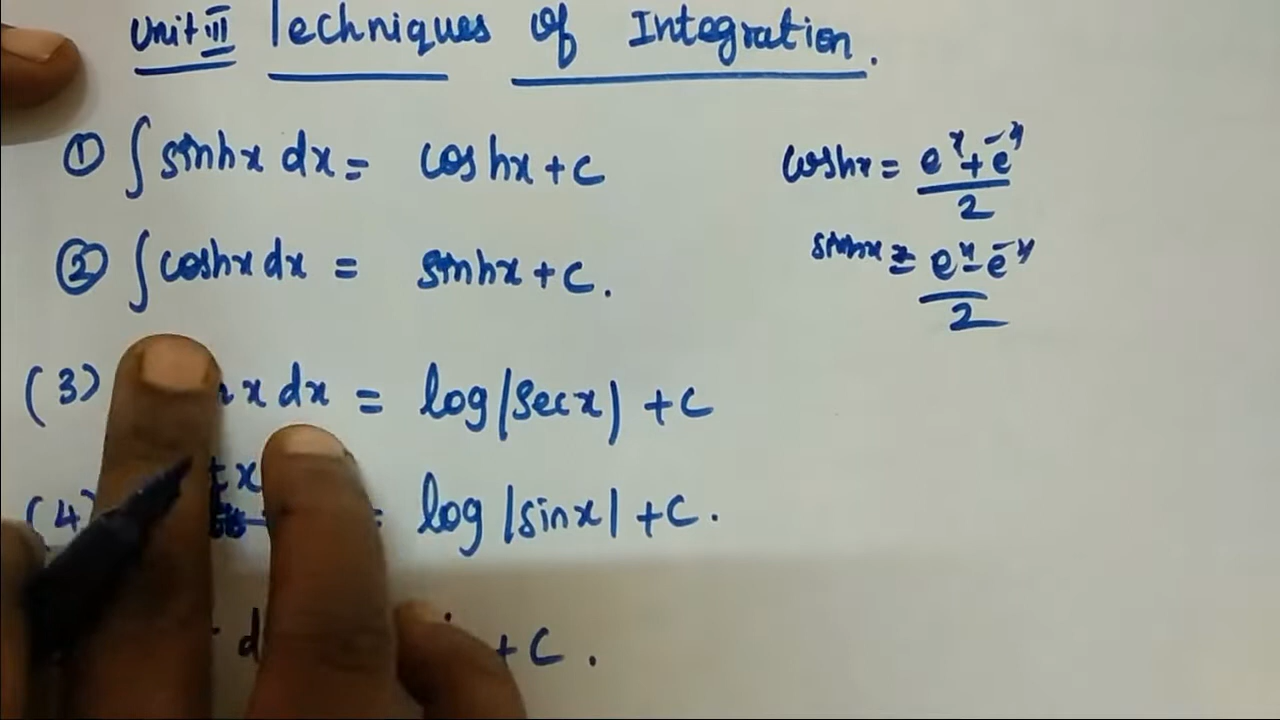 Unit III Techniques of Integration.
① ∫ sinhx dx = coshx + c
coshx = e^x + e^-x / 2
② ∫ coshx dx = sinhx + c.
sinhx = e^x - e^-x / 2
(3) x dx = log|secx| + c
(4) x = log|sinx| + c.
+ c.